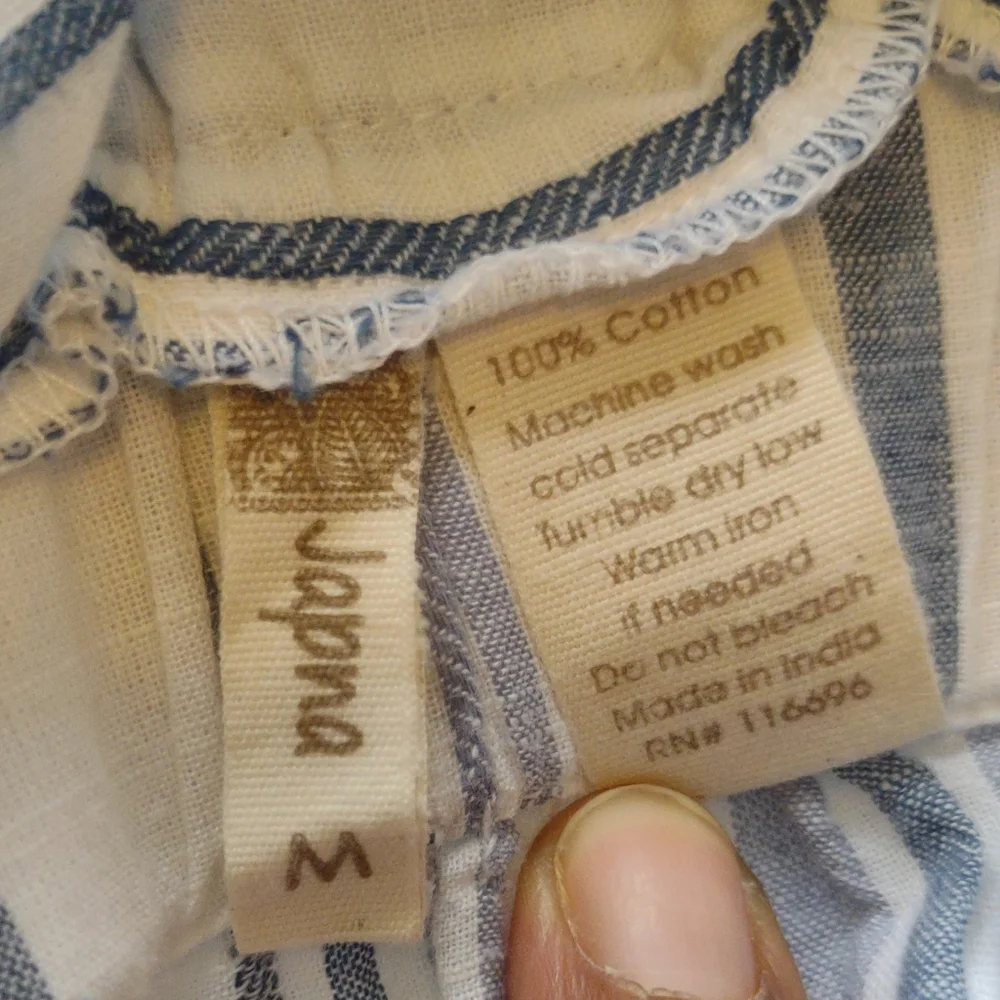 Japna
M
100% Cotton
Machine wash
cold separate
Tumble dry low
Warm iron
if needed
Do not bleach
Made in India
RN# 116696